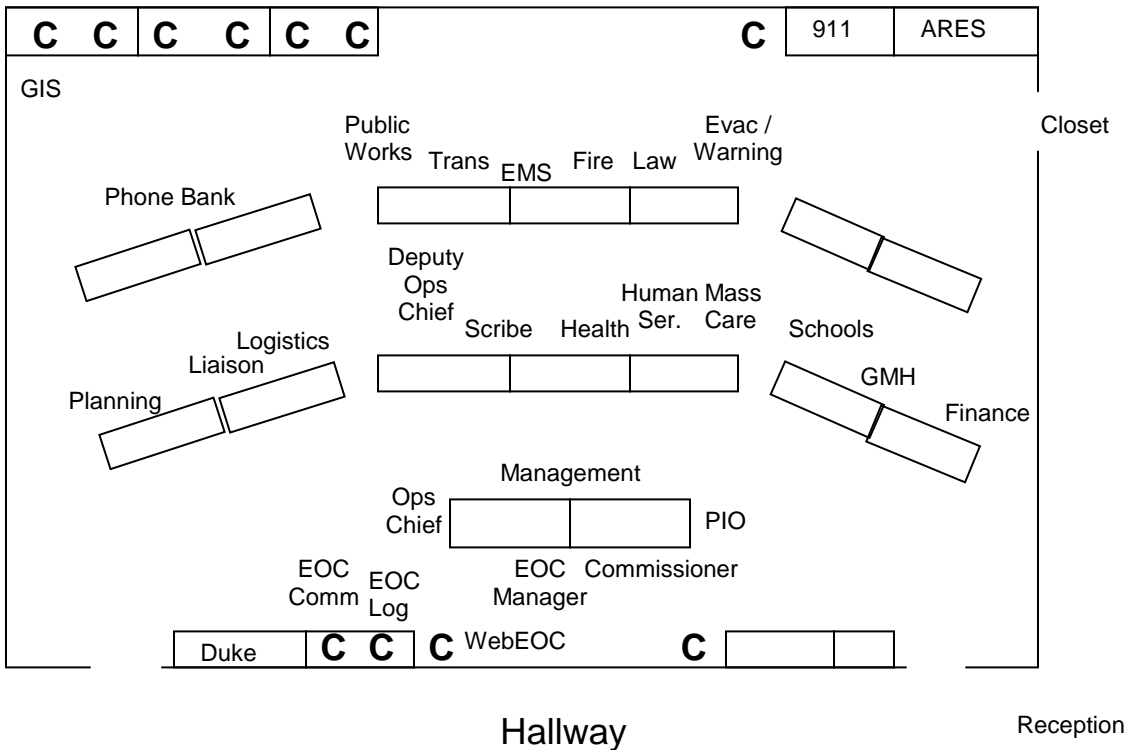 C C C C C C
C 911 ARES
GIS
Closet
Public
Works
Trans
EMS
Fire
Law
Evac /
Warning
Phone Bank
Deputy
Ops
Chief
Scribe
Health
Human
Ser.
Mass
Care
Schools
GMH
Finance
Logistics
Liaison
Planning
Management
Ops
Chief
PIO
EOC
Manager
Commissioner
EOC
Comm
EOC
Log
Duke C C C WebEOC C
Hallway
Reception